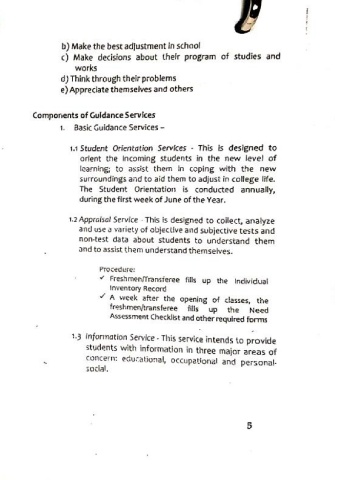 b) Make the best adjustment in school
c) Make decisions about their program of studies and
works
d) Think through their problems
e) Appreciate themselves and others
Components of Guidance Services
1. Basic Guidance Services –
1.1 Student Orientation Services - This is designed to
orient the incoming students in the new level of
learning; to assist them in coping with the new
surroundings and to aid them to adjust in college life.
The Student Orientation is conducted annually,
during the first week of June of the Year.
1.2 Appraisal Service - This is designed to collect, analyze
and use a variety of objective and subjective tests and
non-test data about students to understand them
and to assist them understand themselves.
Procedure:
✓ Freshmen/Transferee fills up the Individual
Inventory Record
✓ A week after the opening of classes, the
freshmen/transferee fills up the Need
Assessment Checklist and other required forms
1.3 Information Service - This service intends to provide
students with information in three major areas of
concern: educational, occupational and personal-
social.
5